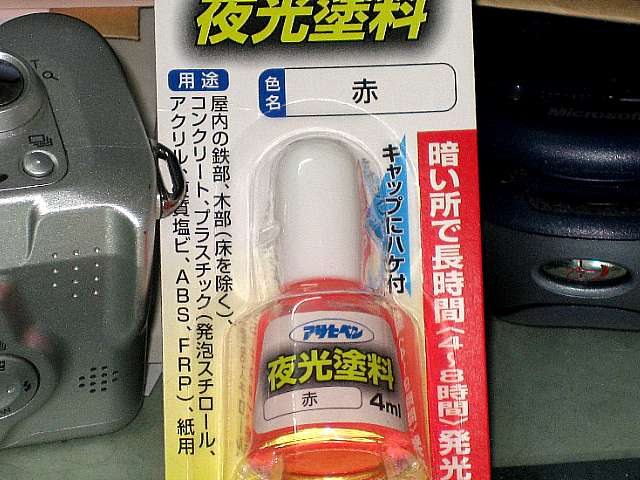 夜光塗料
用途
色名
赤
屋内の鉄部、木部(床を除く)、
コンクリート、プラスチック(発泡スチロール、
アクリル、硬質塩ビ、ABS、FRP)、紙用
キャップにハケ付
暗い所で長時間(4~8時間)発光
アサヒペン
夜光塗料
赤
4ml
Microsoft